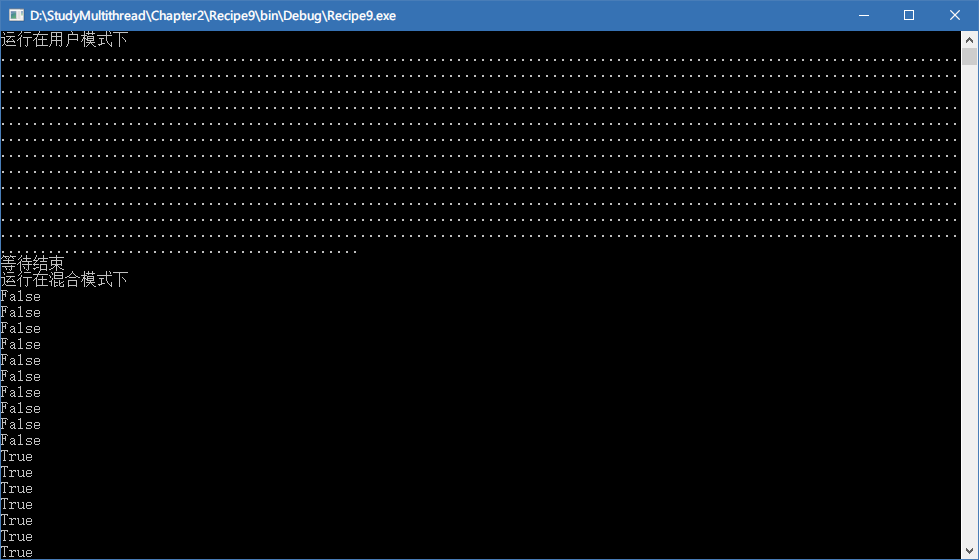 D:\StudyMultithread\Chapter2\Recipe9\bin\Debug\Recipe9.exe
运行在用户模式下
........................................................................................................................
........................................................................................................................
........................................................................................................................
........................................................................................................................
........................................................................................................................
........................................................................................................................
........................................................................................................................
........................................................................................................................
........................................................................................................................
........................................................................................................................
........................................................................................................................
........................................................................................................................
.............................................
等待结束
运行在混合模式下
False
False
False
False
False
False
False
False
False
False
True
True
True
True
True
True
True